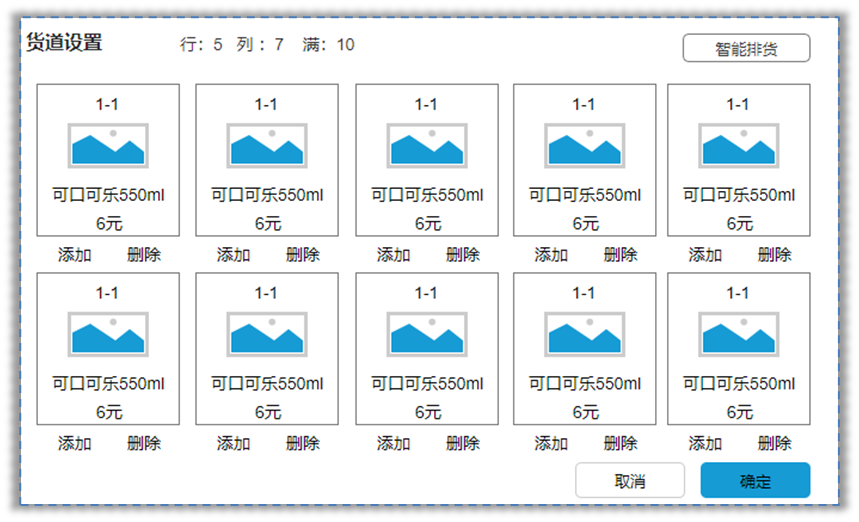 货道设置 行：5 列：7 满：10 智能排货
1-1 1-1 1-1 1-1 1-1
可口可乐550ml 可口可乐550ml 可口可乐550ml 可口可乐550ml 可口可乐550ml
6元 6元 6元 6元 6元
添加 删除 添加 删除 添加 删除 添加 删除 添加 删除
1-1 1-1 1-1 1-1 1-1
可口可乐550ml 可口可乐550ml 可口可乐550ml 可口可乐550ml 可口可乐550ml
6元 6元 6元 6元 6元
添加 删除 添加 删除 添加 删除 添加 删除 添加 删除
取消 确定